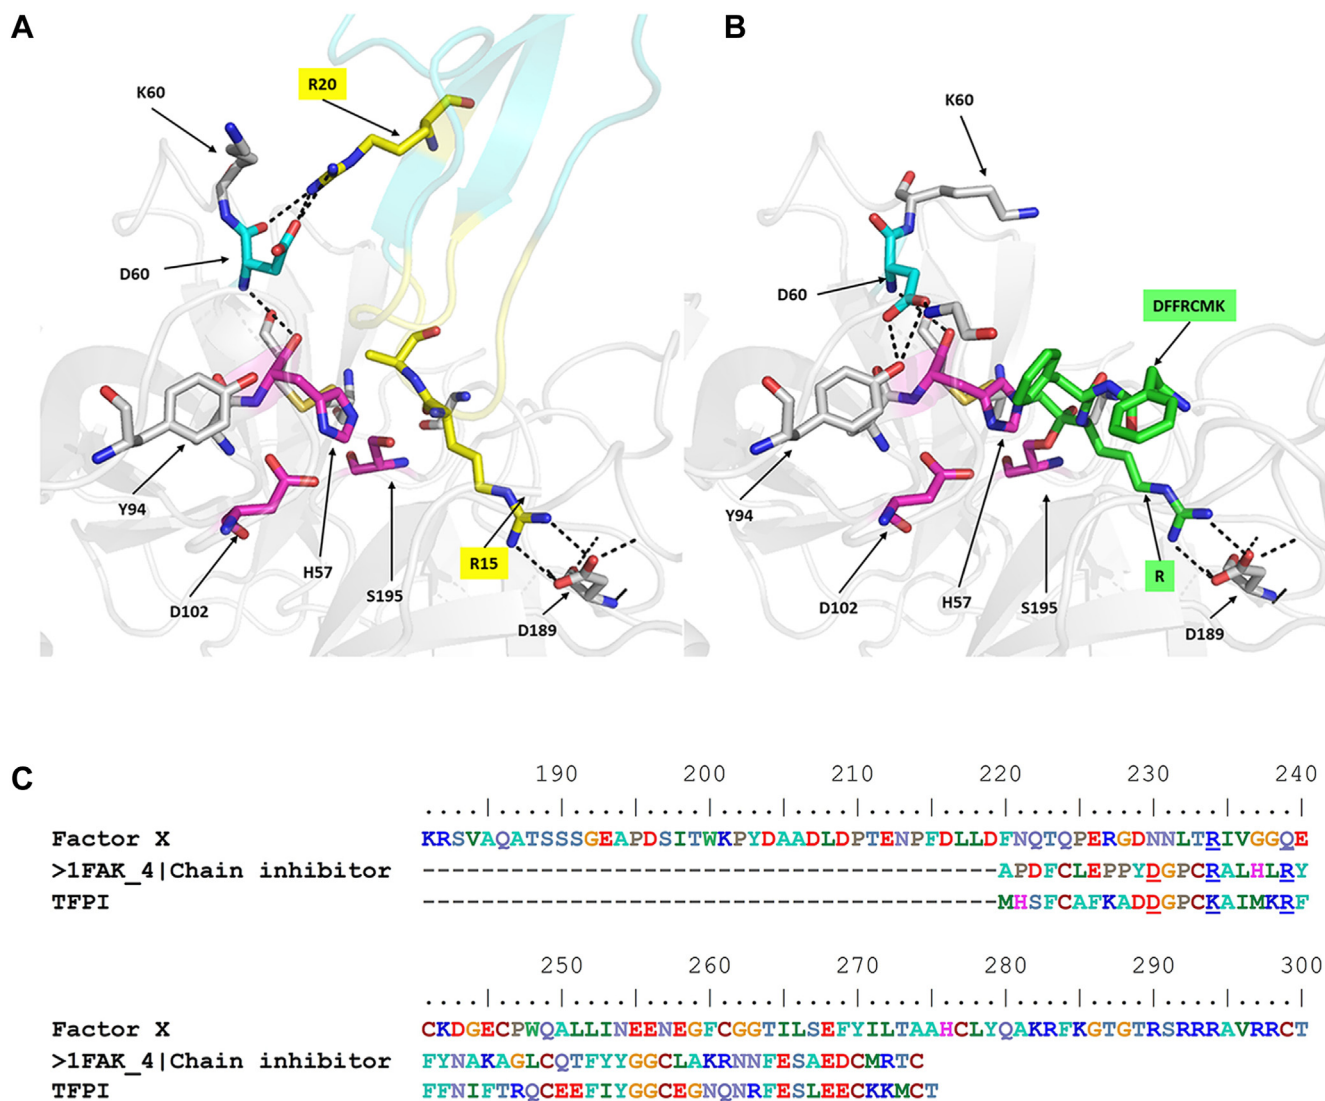 A
B
K60
R20
D60
Y94
D102
H57
S195
R15
D189
K60
D60
DFFRCMK
Y94
D102
H57
S195
R
D189
C
190 200 210 220 230 240
....|....|....|....|....|....|....|....|....|....|....|....|
Factor X KRSVAQATSSSGEAPDSITWKPYDAADLDPTENPFDLLDFNQTQPERGDNNLTRIVGGQE
>1FAK_4|Chain inhibitor ---------------------------------------APDFCLEPPYDGPCRALHLRY
TFPI ---------------------------------------MHSFCAFKADDGPCKAIMKRF
250 260 270 280 290 300
....|....|....|....|....|....|....|....|....|....|....|....|
Factor X CKDGECPWQALLINEENEGFCGGTILSEFYILTAAHCLYQAKRFKGTGTRSRRRAVRRCT
>1FAK_4|Chain inhibitor FYNAKAGLCQTFYYGGCLAKRNNFESAEDCMRTC
TFPI FFNIFTRQCEEFIYGGCEGNQNRFESLEECKKMCT